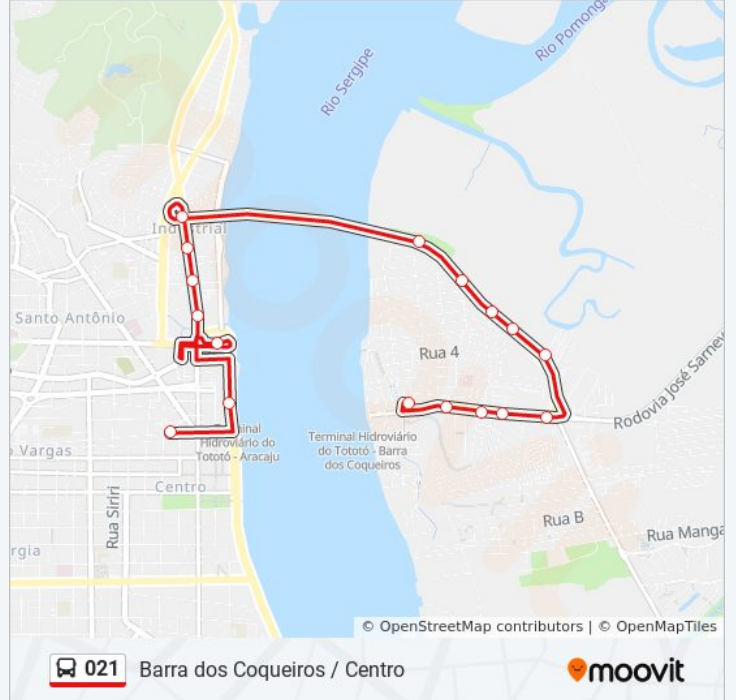 Rio Pomonga
Rio Sergipe
Industrial
Santo Antônio
Rua 4
Rodovia José Sarney
Terminal Hidroviário
do Tototó - Barra
dos Coqueiros
Hidroviário do
Tototó - Aracaju
Vargas
Centro
Rua Siriri
Rua B
Rua Manga
rgia
© OpenStreetMap contributors | © OpenMapTiles
021 Barra dos Coqueiros / Centro
moovit